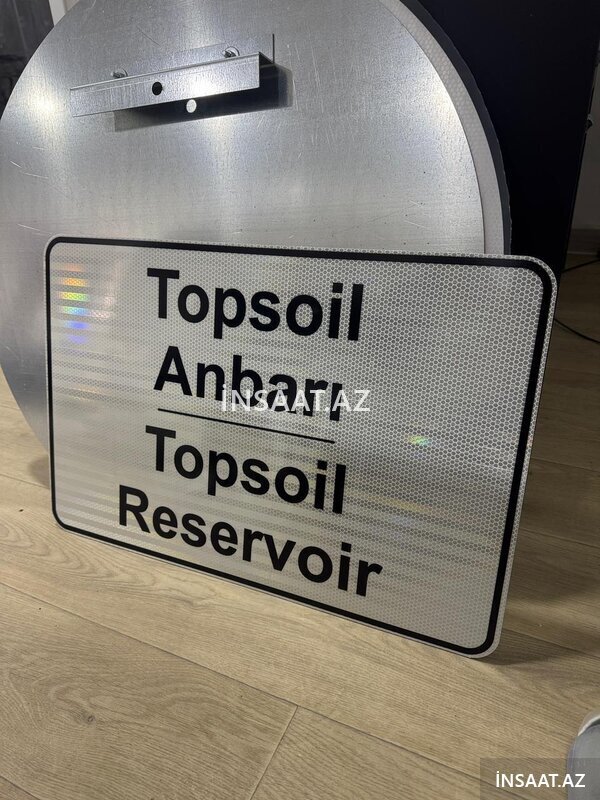 Topsoil
Anbarı
Topsoil
Reservoir
İNSAAT.AZ
İNSAAT.AZ